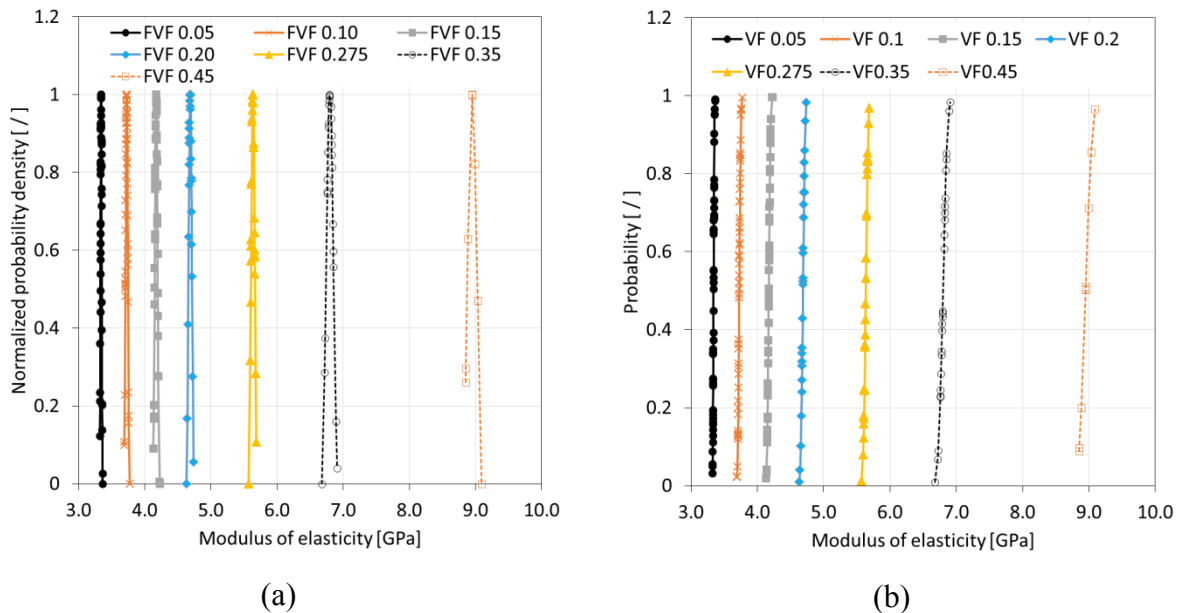 1.2
FVF 0.05 FVF 0.10 FVF 0.15
FVF 0.20 FVF 0.275 FVF 0.35
FVF 0.45
1
0.8
0.6
0.4
0.2
0
Normalized probability density [ / ]
3.0 4.0 5.0 6.0 7.0 8.0 9.0 10.0
Modulus of elasticity [GPa]
(a)
1.2
VF 0.05 VF 0.1 VF 0.15 VF 0.2
VF0.275 VF0.35 VF0.45
1
0.8
0.6
0.4
0.2
0
Probability [ / ]
3.0 4.0 5.0 6.0 7.0 8.0 9.0 10.0
Modulus of elasticity [GPa]
(b)